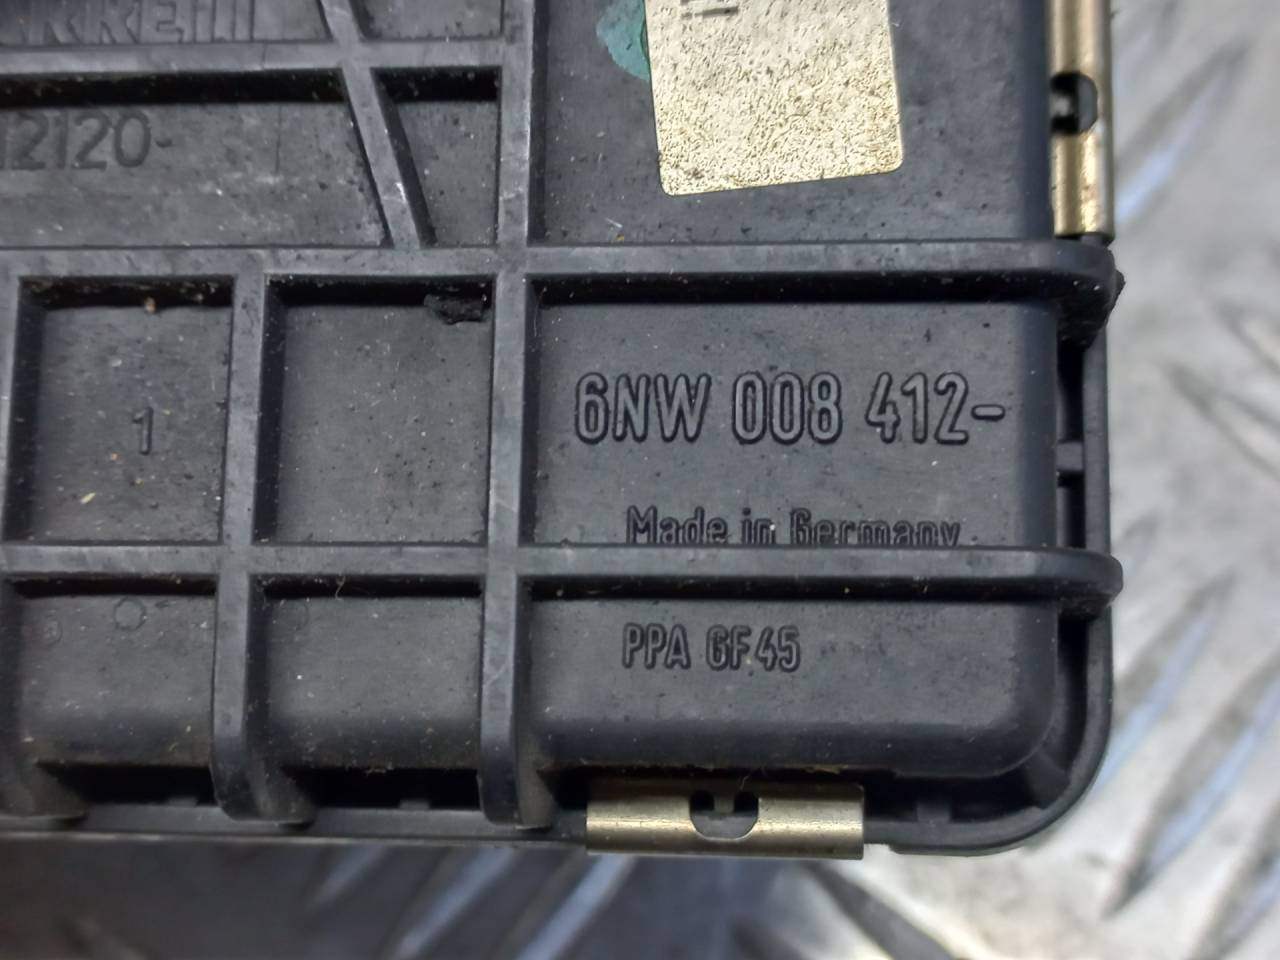 12120-
1
6NW 008 412-
Made in Germany
PPA GF45